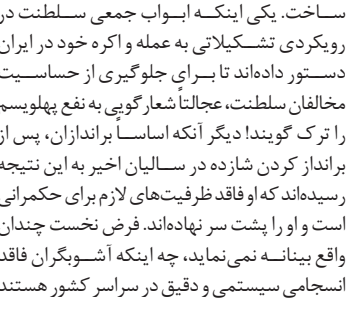 ساخت. یکی اینکه ابواب جمعی سلطنت در
رویکردی تشکیلاتی به عمله و اکره خود در ایران
دستور داده‌اند تا برای جلوگیری از حساسیت
مخالفان سلطنت، عجالتاً شعارگویی به نفع پهلویسم
را ترک گویند! دیگر آنکه اساساً براندازان، پس از
برانداز کردن شازده در سالیان اخیر به این نتیجه
رسیده‌اند که او فاقد ظرفیت‌های لازم برای حکمرانی
است و او را پشت سر نهاده‌اند. فرض نخست چندان
واقع بینانه نمی‌نماید، چه اینکه آشوبگران فاقد
انسجامی سیستمی و دقیق در سراسر کشور هستند